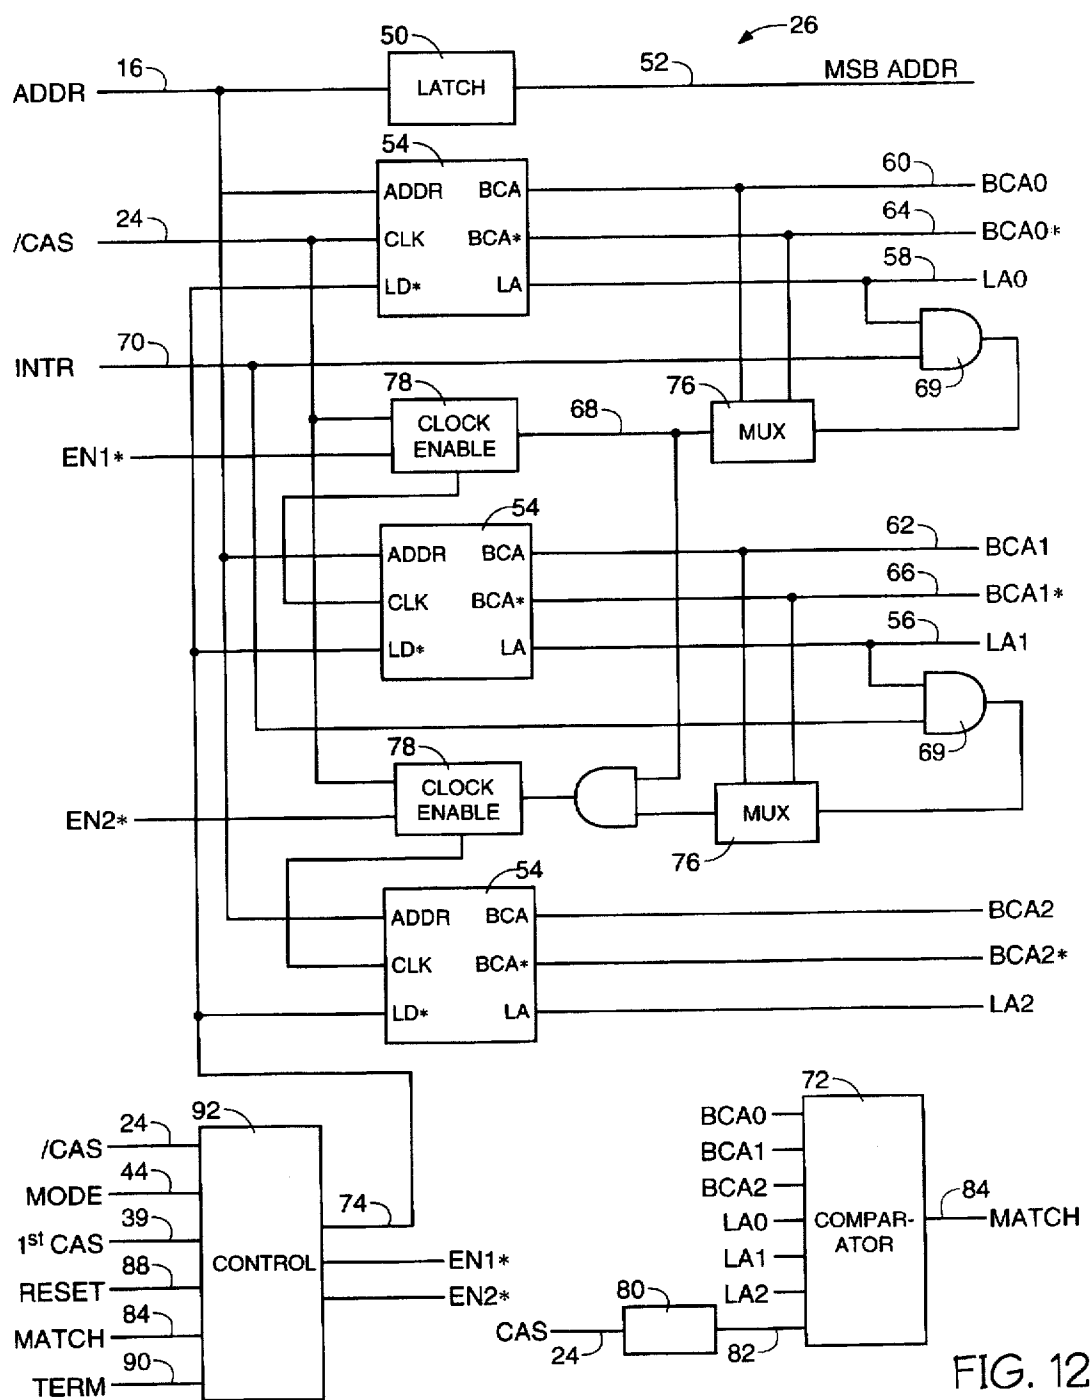 26
50
16
52
MSB ADDR
ADDR
LATCH
54
60
ADDR
BCA
BCA0
24
64
/CAS
CLK
BCA*
BCA0*
58
LD*
LA
LA0
70
INTR
69
78
76
68
CLOCK
ENABLE
MUX
EN1*
54
62
ADDR
BCA
BCA1
66
CLK
BCA*
BCA1*
56
LD*
LA
LA1
69
78
CLOCK
ENABLE
MUX
EN2*
76
54
ADDR
BCA
BCA2
CLK
BCA*
BCA2*
LD*
LA
LA2
92
24
/CAS
44
MODE
74
39
1st CAS
CONTROL
EN1*
88
RESET
EN2*
84
MATCH
90
TERM
72
BCA0
BCA1
BCA2
84
LA0
COMPAR-
ATOR
MATCH
LA1
LA2
80
CAS
24
82
FIG. 12